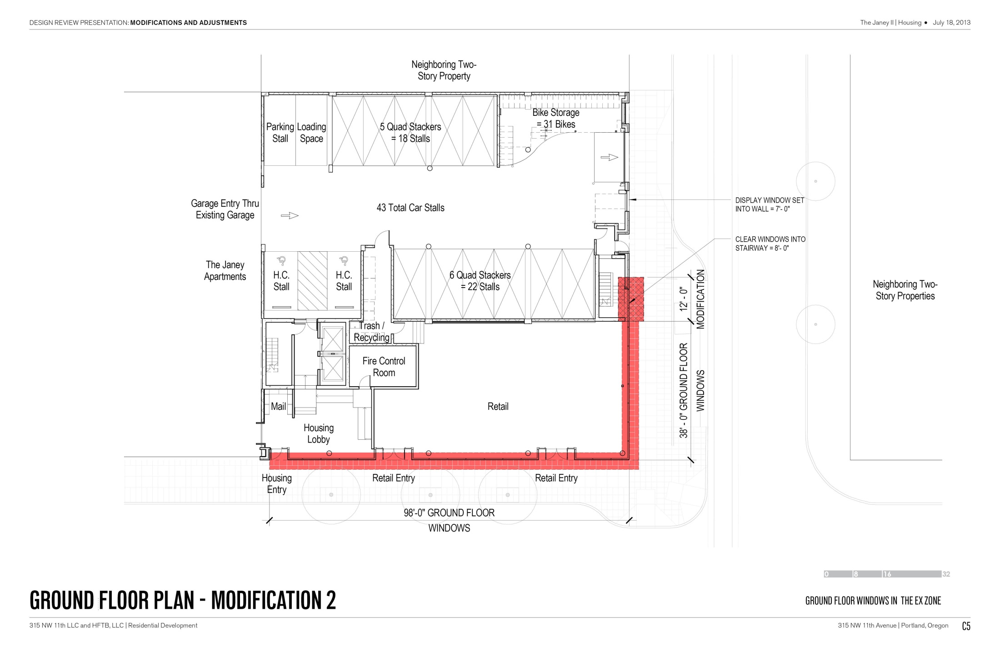 DESIGN REVIEW PRESENTATION: MODIFICATIONS AND ADJUSTMENTS
The Janey II | Housing ● July 18, 2013
Neighboring Two-
Story Property
Parking
Stall
Loading
Space
5 Quad Stackers
= 18 Stalls
Bike Storage
= 31 Bikes
Garage Entry Thru
Existing Garage
43 Total Car Stalls
DISPLAY WINDOW SET
INTO WALL = 7'- 0"
CLEAR WINDOWS INTO
STAIRWAY = 8'- 0"
The Janey
Apartments
H.C.
Stall
H.C.
Stall
6 Quad Stackers
= 22 Stalls
12' - 0"
MODIFICATION
Neighboring Two-
Story Properties
Trash /
Recycling
Fire Control
Room
38' - 0" GROUND FLOOR
WINDOWS
Mail
Retail
Housing
Lobby
Housing
Entry
Retail Entry
Retail Entry
98'-0" GROUND FLOOR
WINDOWS
0 |8 |16 32
GROUND FLOOR PLAN - MODIFICATION 2
GROUND FLOOR WINDOWS IN THE EX ZONE
315 NW 11th LLC and HFTB, LLC | Residential Development
315 NW 11th Avenue | Portland, Oregon C5